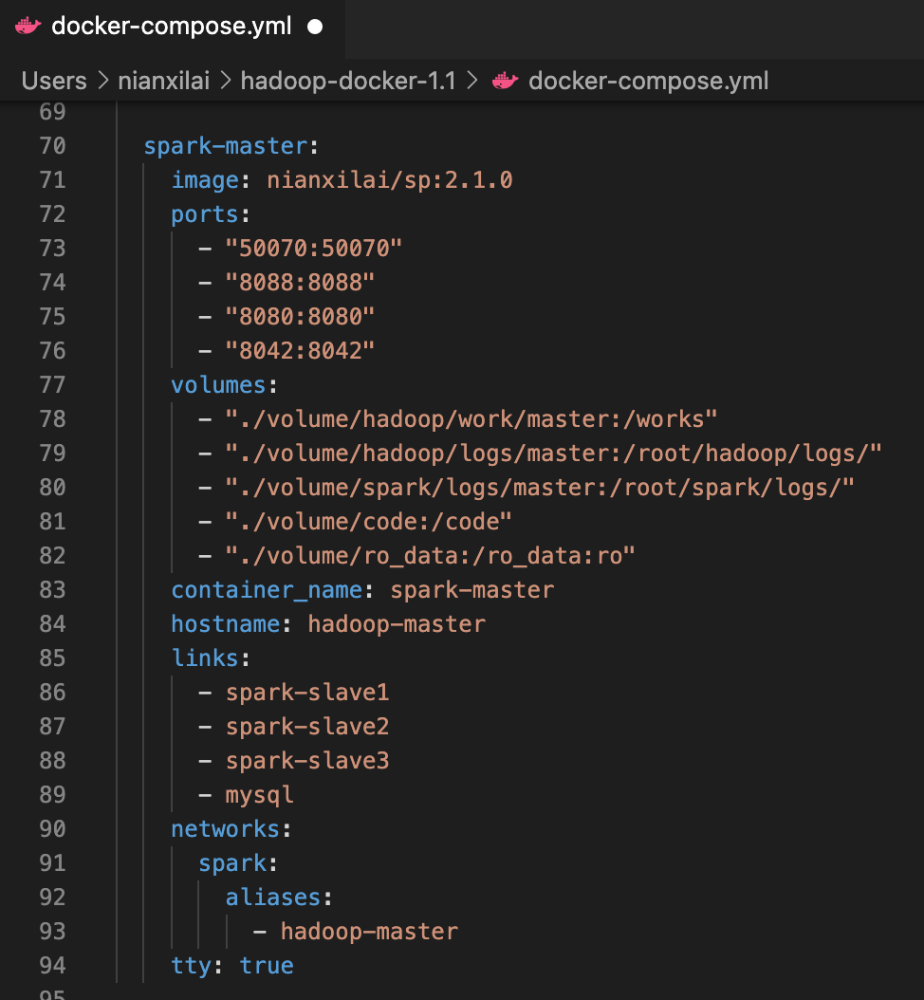 docker-compose.yml
Users > nianxilai > hadoop-docker-1.1 > docker-compose.yml
69
70 spark-master:
71 image: nianxilai/sp:2.1.0
72 ports:
73 - "50070:50070"
74 - "8088:8088"
75 - "8080:8080"
76 - "8042:8042"
77 volumes:
78 - "./volume/hadoop/work/master:/works"
79 - "./volume/hadoop/logs/master:/root/hadoop/logs/"
80 - "./volume/spark/logs/master:/root/spark/logs/"
81 - "./volume/code:/code"
82 - "./volume/ro_data:/ro_data:ro"
83 container_name: spark-master
84 hostname: hadoop-master
85 links:
86 - spark-slave1
87 - spark-slave2
88 - spark-slave3
89 - mysql
90 networks:
91 spark:
92 aliases:
93 - hadoop-master
94 tty: true
95